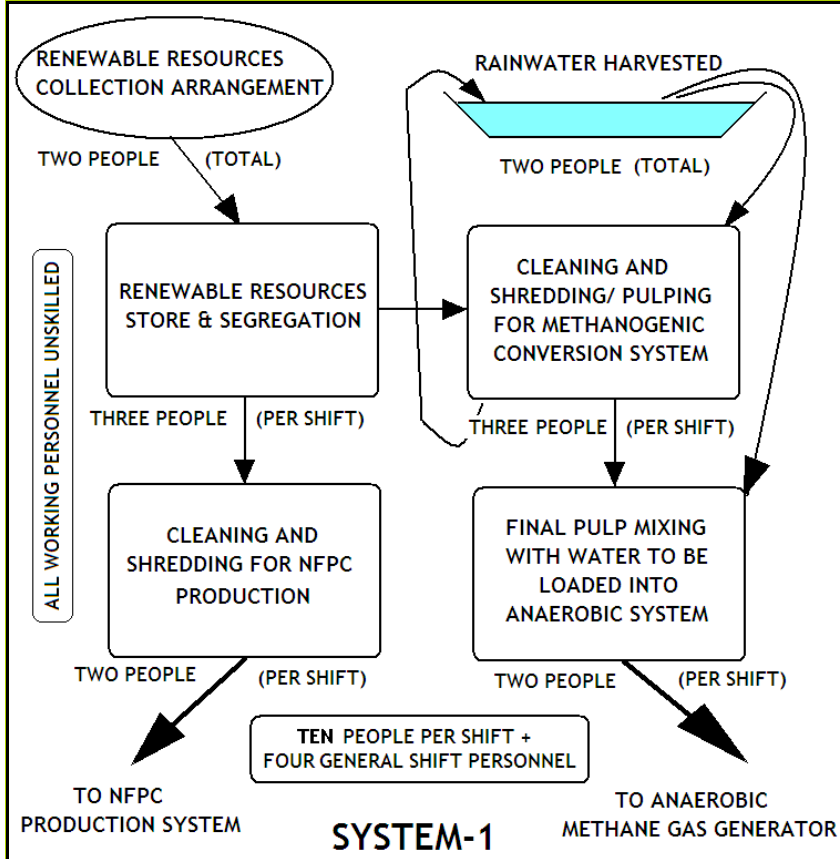 RENEWABLE RESOURCES
COLLECTION ARRANGEMENT
RAINWATER HARVESTED
TWO PEOPLE (TOTAL)
TWO PEOPLE (TOTAL)
ALL WORKING PERSONNEL UNSKILLED
RENEWABLE RESOURCES
STORE & SEGREGATION
CLEANING AND
SHREDDING/ PULPING
FOR METHANOGENIC
CONVERSION SYSTEM
THREE PEOPLE (PER SHIFT)
THREE PEOPLE (PER SHIFT)
CLEANING AND
SHREDDING FOR NFPC
PRODUCTION
FINAL PULP MIXING
WITH WATER TO BE
LOADED INTO
ANAEROBIC SYSTEM
TWO PEOPLE (PER SHIFT)
TWO PEOPLE (PER SHIFT)
TEN PEOPLE PER SHIFT +
FOUR GENERAL SHIFT PERSONNEL
TO NFPC
PRODUCTION SYSTEM
TO ANAEROBIC
METHANE GAS GENERATOR
SYSTEM-1